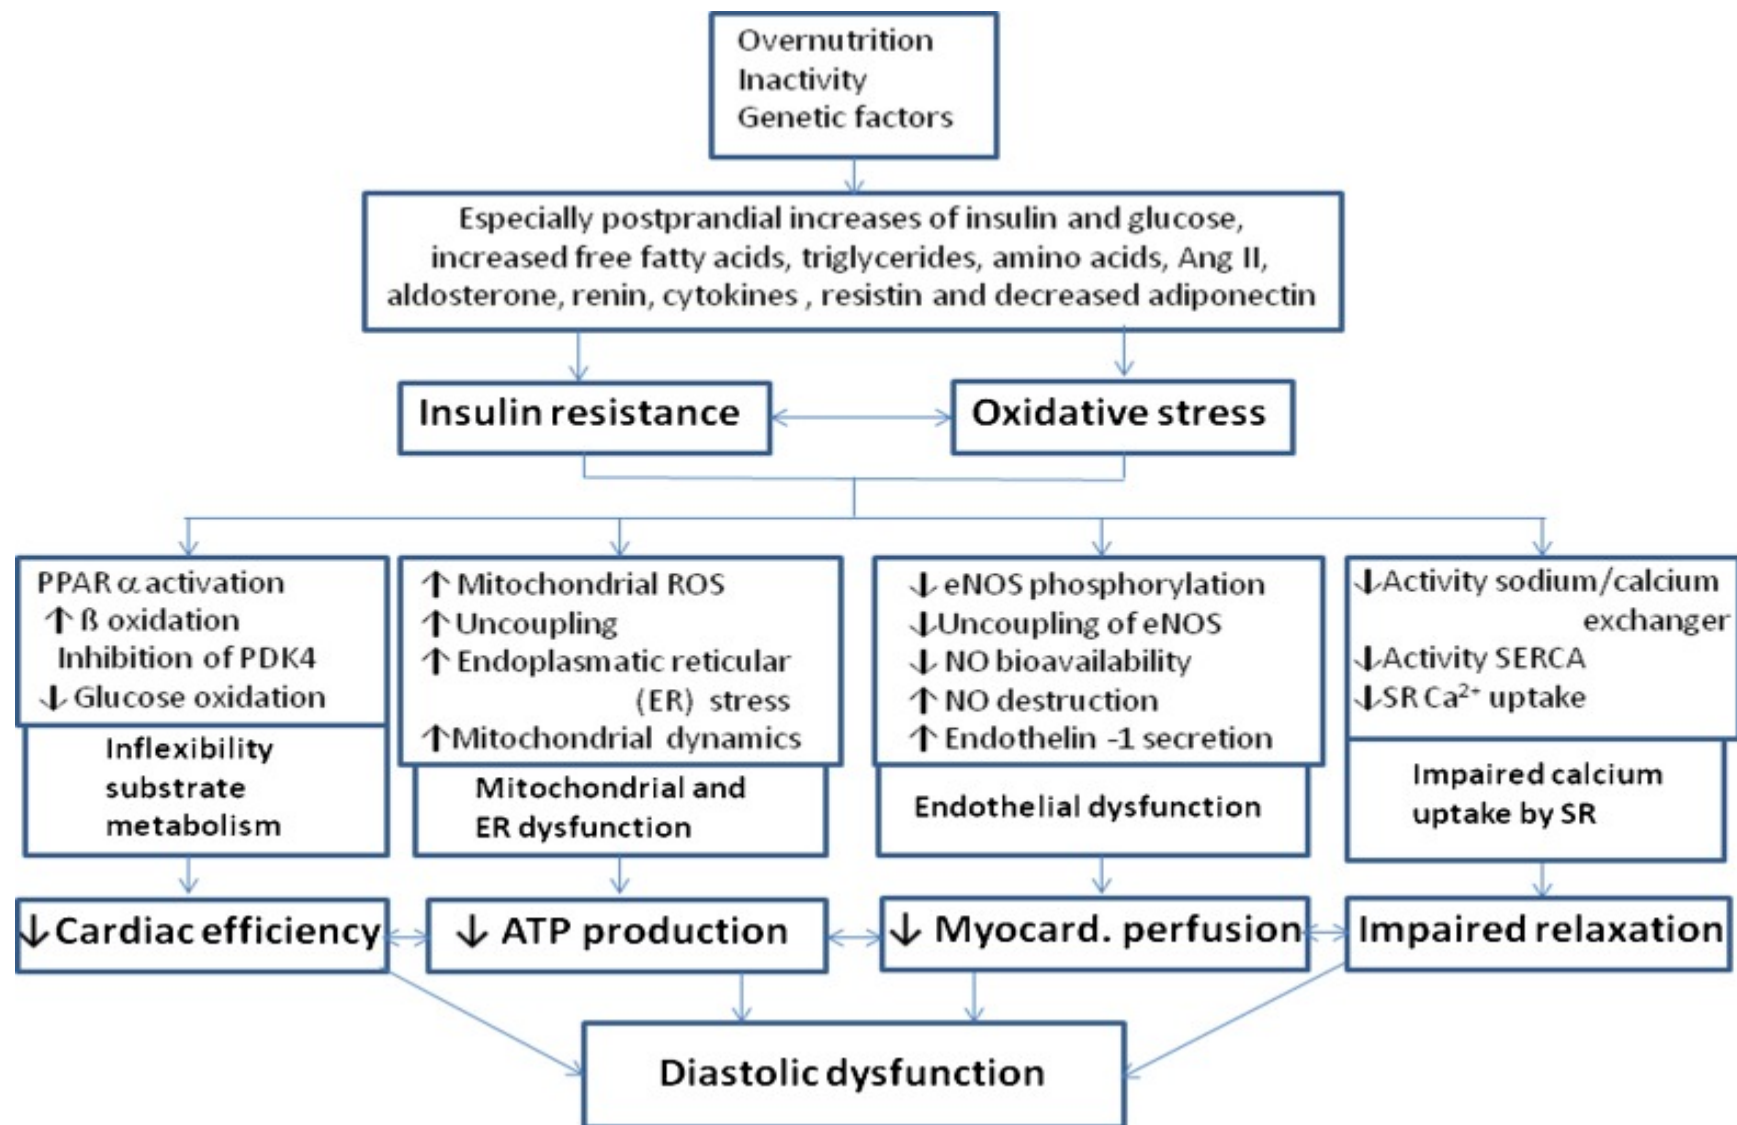 Overnutrition
Inactivity
Genetic factors
Especially postprandial increases of insulin and glucose,
increased free fatty acids, triglycerides, amino acids, Ang II,
aldosterone, renin, cytokines , resistin and decreased adiponectin
Insulin resistance
Oxidative stress
PPAR α activation
↑ ß oxidation
Inhibition of PDK4
↓ Glucose oxidation
Inflexibility
substrate
metabolism
↑ Mitochondrial ROS
↑ Uncoupling
↑ Endoplasmatic reticular
(ER) stress
↑ Mitochondrial dynamics
Mitochondrial and
ER dysfunction
↓ eNOS phosphorylation
↓ Uncoupling of eNOS
↓ NO bioavailability
↑ NO destruction
↑ Endothelin -1 secretion
Endothelial dysfunction
↓ Activity sodium/calcium
exchanger
↓ Activity SERCA
↓ SR Ca²⁺ uptake
Impaired calcium
uptake by SR
↓ Cardiac efficiency
↓ ATP production
↓ Myocard. perfusion
Impaired relaxation
Diastolic dysfunction